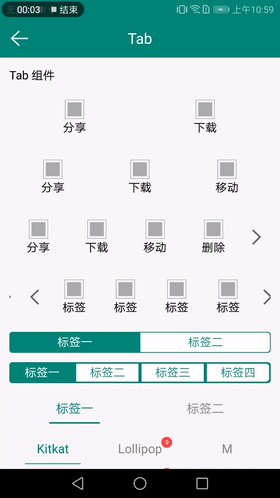 00:03 结束 上午10:59
Tab
Tab 组件
分享 下载
分享 下载 移动
分享 下载 移动 删除
标签 标签 标签 标签
标签一 标签二
标签一 标签二 标签三 标签四
标签一 标签二
Kitkat Lollipop M